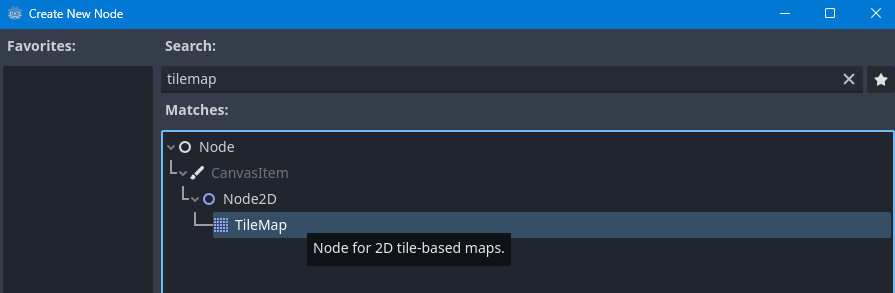 Create New Node
Favorites:
Search:
tilemap
Matches:
Node
CanvasItem
Node2D
TileMap
Node for 2D tile-based maps.